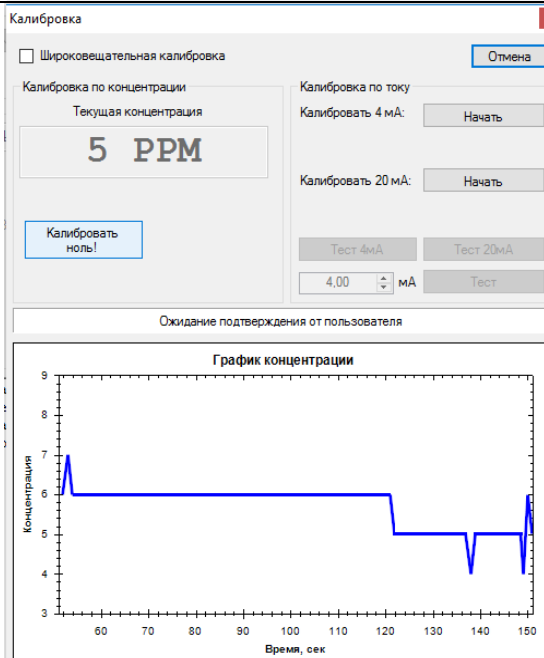 Калибровка
Широковещательная калибровка
Отмена
Калибровка по концентрации
Текущая концентрация
5 PPM
Калибровать
ноль!
Калибровка по току
Калибровать 4 мА:
Начать
Калибровать 20 мА:
Начать
Тест 4мА
Тест 20мА
4,00
мА
Тест
Ожидание подтверждения от пользователя
График концентрации
Концентрация
9
8
7
6
5
4
3
60 70 80 90 100 110 120 130 140 150
Время, сек